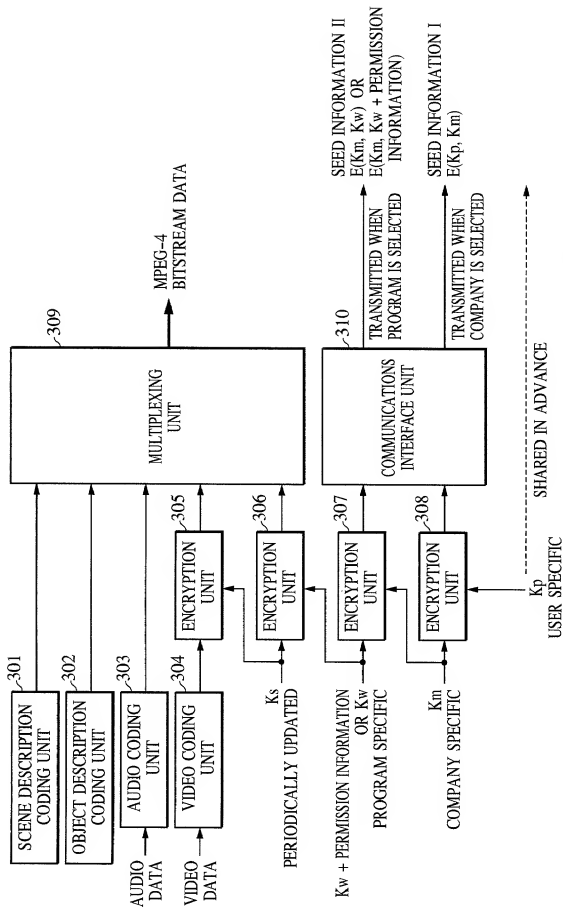 301
SCENE DESCRIPTION
CODING UNIT
302
OBJECT DESCRIPTION
CODING UNIT
303
AUDIO
DATA
AUDIO CODING
UNIT
304
VIDEO
DATA
VIDEO CODING
UNIT
305
ENCRYPTION
UNIT
Ks
PERIODICALLY UPDATED
306
ENCRYPTION
UNIT
309
MULTIPLEXING
UNIT
MPEG-4
BITSTREAM DATA
Kw + PERMISSION INFORMATION
OR Kw
PROGRAM SPECIFIC
307
ENCRYPTION
UNIT
Km
COMPANY SPECIFIC
308
ENCRYPTION
UNIT
310
COMMUNICATIONS
INTERFACE UNIT
TRANSMITTED WHEN
PROGRAM IS SELECTED
SEED INFORMATION II
E(Km, Kw) OR
E(Km, Kw + PERMISSION
INFORMATION)
TRANSMITTED WHEN
COMPANY IS SELECTED
SEED INFORMATION I
E(Kp, Km)
Kp
USER SPECIFIC
SHARED IN ADVANCE